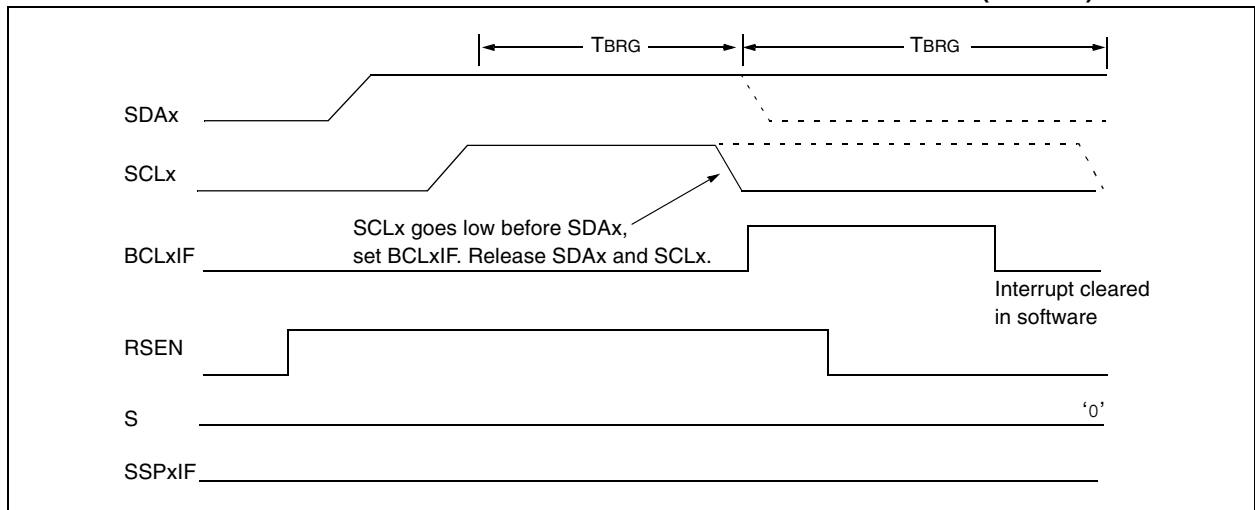 TBRG TBRG
SDAx
SCLx
SCLx goes low before SDAx,
set BCLxIF. Release SDAx and SCLx.
BCLxIF
Interrupt cleared
in software
RSEN
S
‘0’
SSPxIF